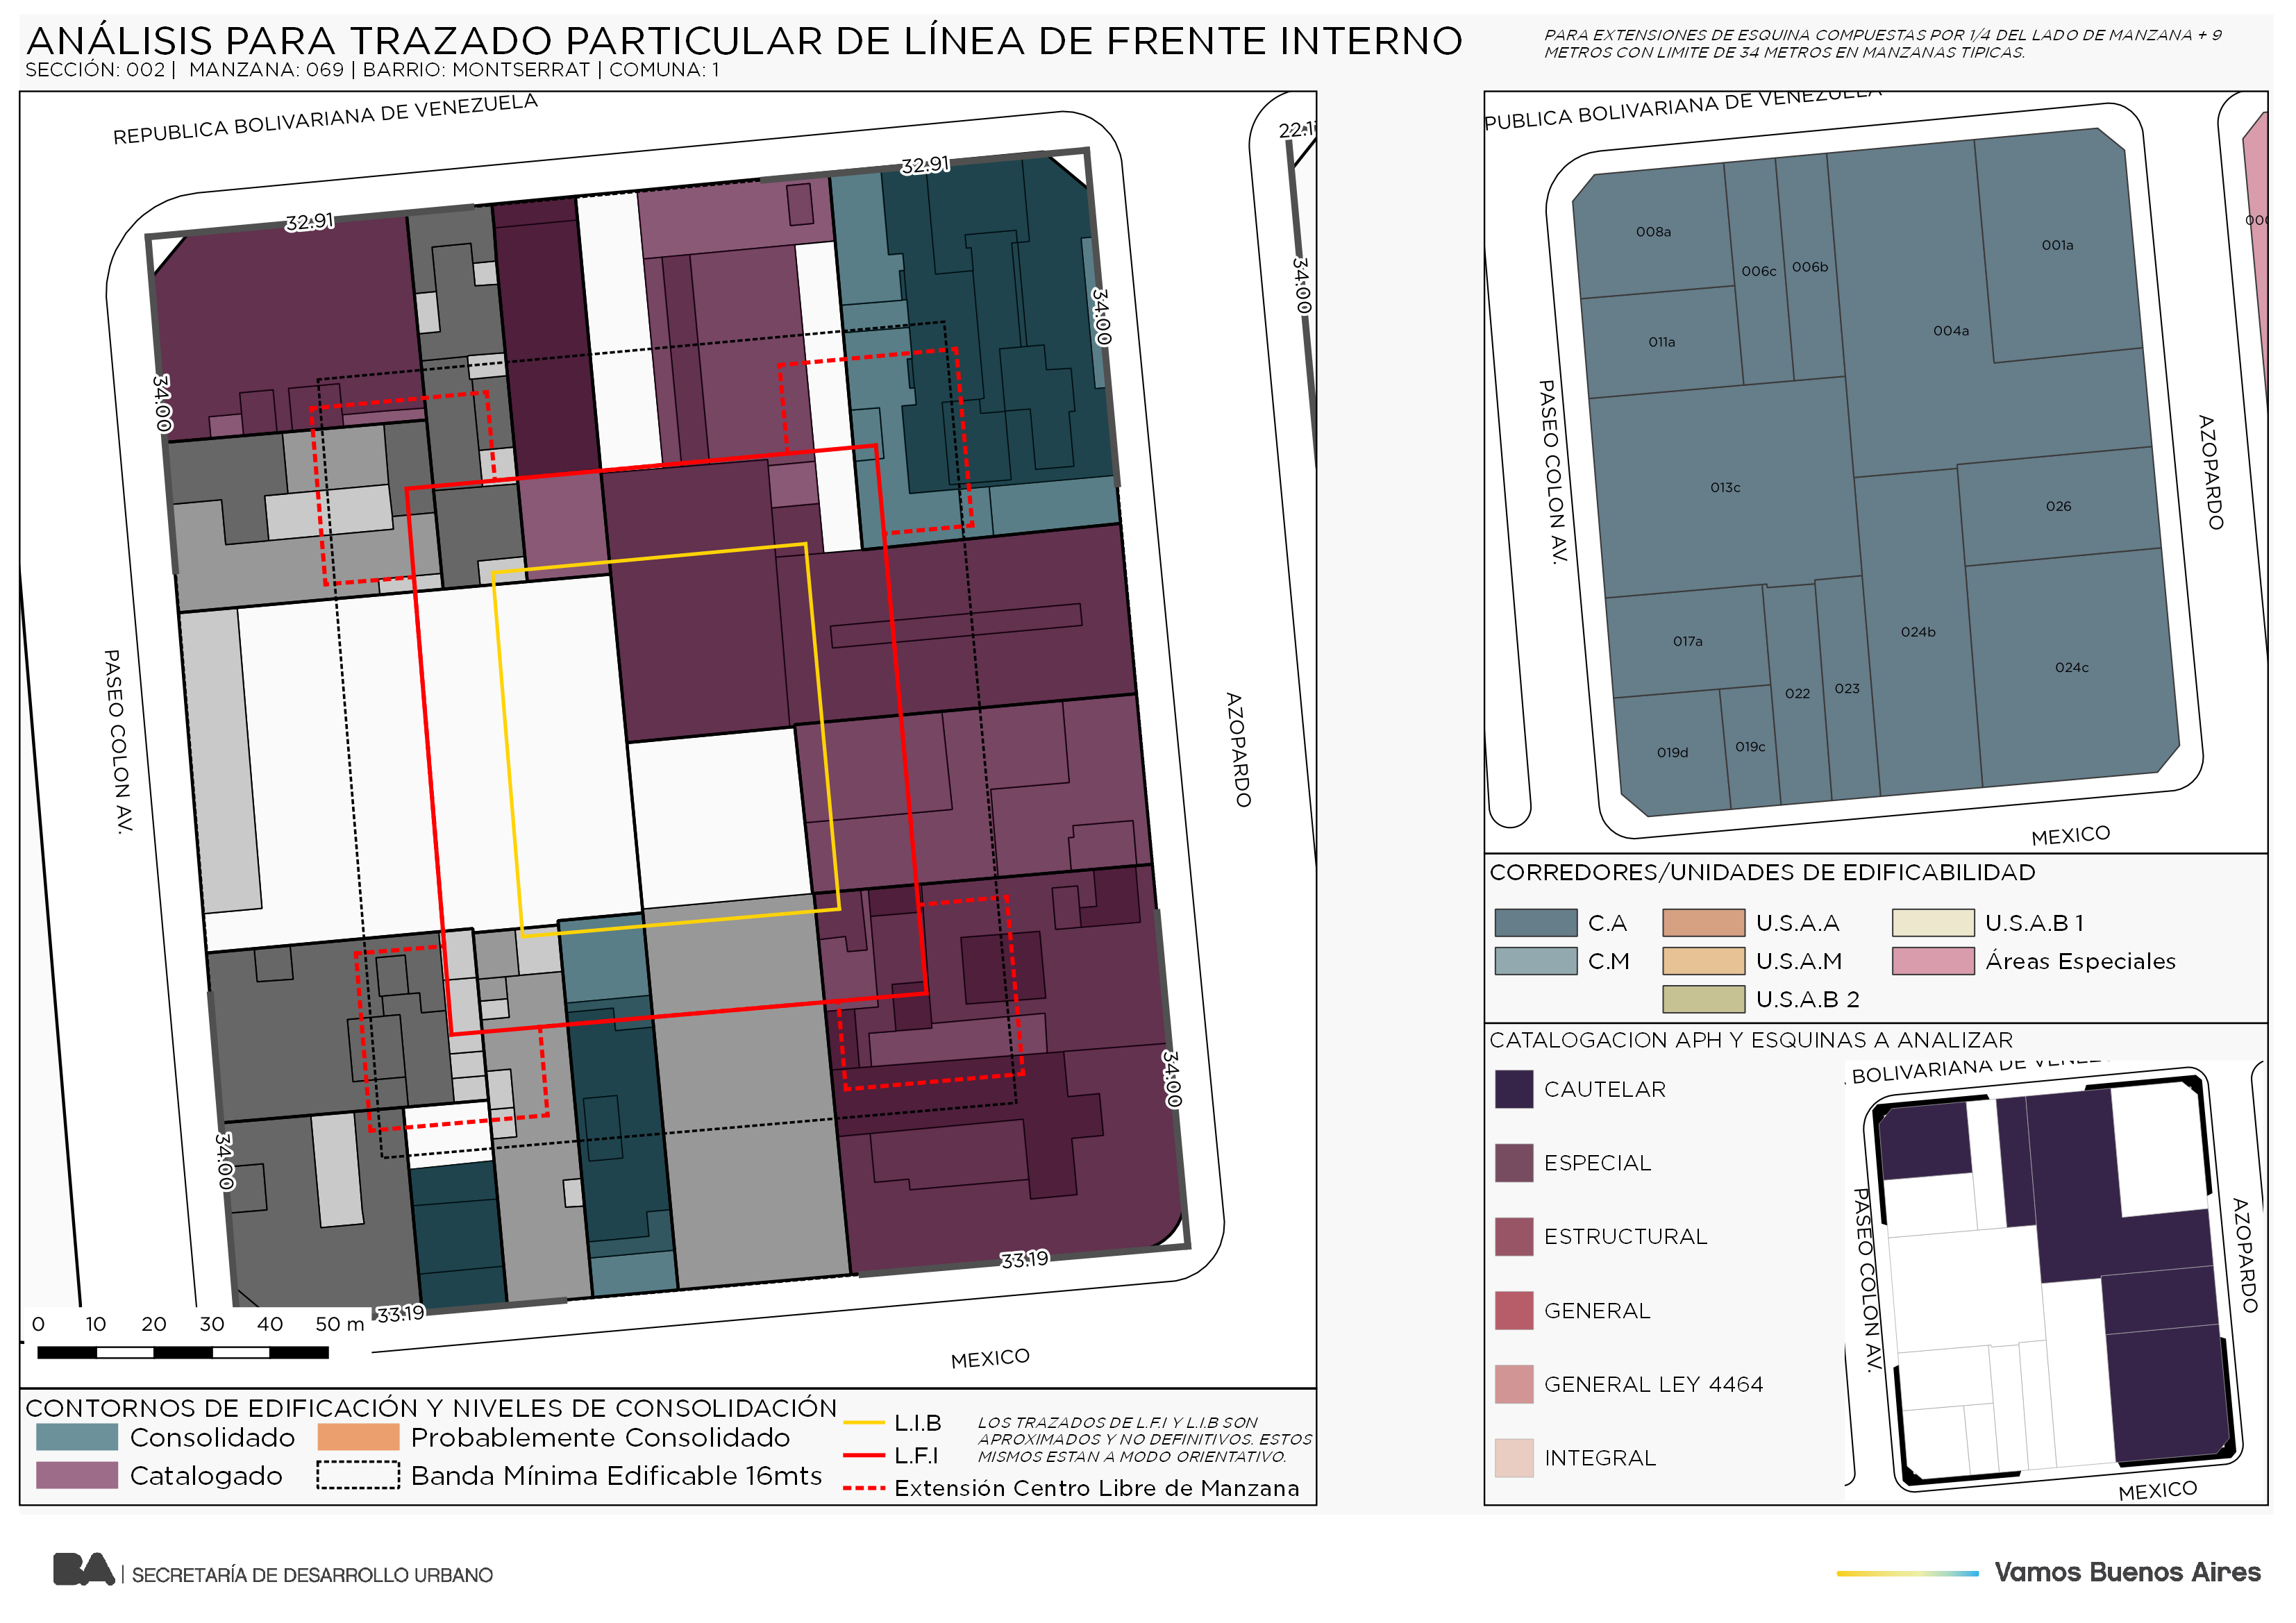 ANÁLISIS PARA TRAZADO PARTICULAR DE LÍNEA DE FRENTE INTERNO
SECCIÓN: 002 | MANZANA: 069 | BARRIO: MONTSERRAT | COMUNA: 1
PARA EXTENSIONES DE ESQUINA COMPUESTAS POR 1/4 DEL LADO DE MANZANA + 9
METROS CON LIMITE DE 34 METROS EN MANZANAS TIPICAS.
REPUBLICA BOLIVARIANA DE VENEZUELA
32.91
32.91
34.00
34.00
34.00
PASEO COLON AV.
AZOPARDO
34.00
34.00
33.19
33.19
MEXICO
0 10 20 30 40 50 m
CONTORNOS DE EDIFICACIÓN Y NIVELES DE CONSOLIDACIÓN
Consolidado
Probablemente Consolidado
Catalogado
Banda Mínima Edificable 16mts
L.I.B
L.F.I
Extensión Centro Libre de Manzana
LOS TRAZADOS DE L.F.I Y L.I.B SON
APROXIMADOS Y NO DEFINITIVOS. ESTOS
MISMOS ESTAN A MODO ORIENTATIVO.
PUBLICA BOLIVARIANA DE VENEZUELA
008a
006c
006b
001a
011a
004a
013c
026
017a
024b
022
023
024c
019d
019c
PASEO COLON AV.
AZOPARDO
MEXICO
CORREDORES/UNIDADES DE EDIFICABILIDAD
C.A
U.S.A.A
U.S.A.B 1
C.M
U.S.A.M
Áreas Especiales
U.S.A.B 2
CATALOGACION APH Y ESQUINAS A ANALIZAR
CAUTELAR
ESPECIAL
ESTRUCTURAL
GENERAL
GENERAL LEY 4464
INTEGRAL
BOLIVARIANA DE
PASEO COLON AV.
AZOPARDO
MEXICO
BA | SECRETARÍA DE DESARROLLO URBANO
Vamos Buenos Aires